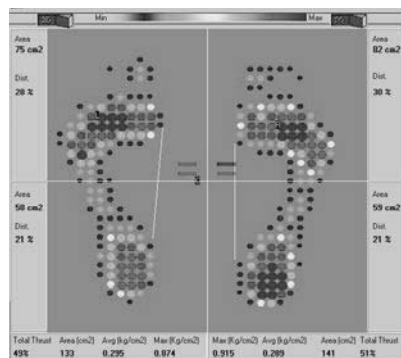 Min Max
Area
75 cm2
Dist.
28 %
Area
82 cm2
Dist.
30 %
Area
58 cm2
Dist.
21 %
Area
59 cm2
Dist.
21 %
Total Thrust Area (cm2) Avg (Kg/cm2) Max (Kg/cm2) Max (Kg/cm2) Avg (Kg/cm2) Area (cm2) Total Thrust
49% 133 0.295 0.874 0.915 0.289 141 51%